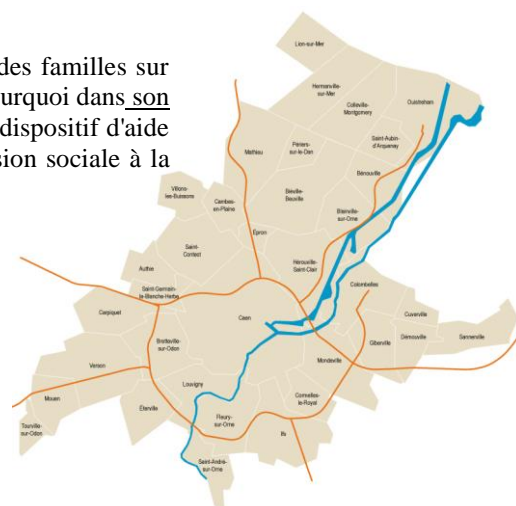 des familles sur
ourquoi dans son
dispositif d'aide
sion sociale à la
Lion-sur-Mer
Hermanville-
sur-Mer
Colleville-
Montgomery
Ouistreham
Saint-Aubin
d'Arquenay
Périers-
sur-le-Dan
Mathieu
Bénouville
Villons-
les-Buissons
Cambes-
en-Plaine
Biéville-
Beuville
Blainville-
sur-Orne
Épron
Saint-
Contest
Hérouville-
Saint-Clair
Authie
Saint-Germain-
la-Blanche-Herbe
Colombelles
Carpiquet
Caen
Cuverville
Démouville
Sannerville
Giberville
Bretteville-
sur-Odon
Mondeville
Verson
Louvigny
Mouen
Éterville
Cormelles-
le-Royal
Fleury-
sur-Orne
Tourville-
sur-Odon
Ifs
Saint-André-
sur-Orne